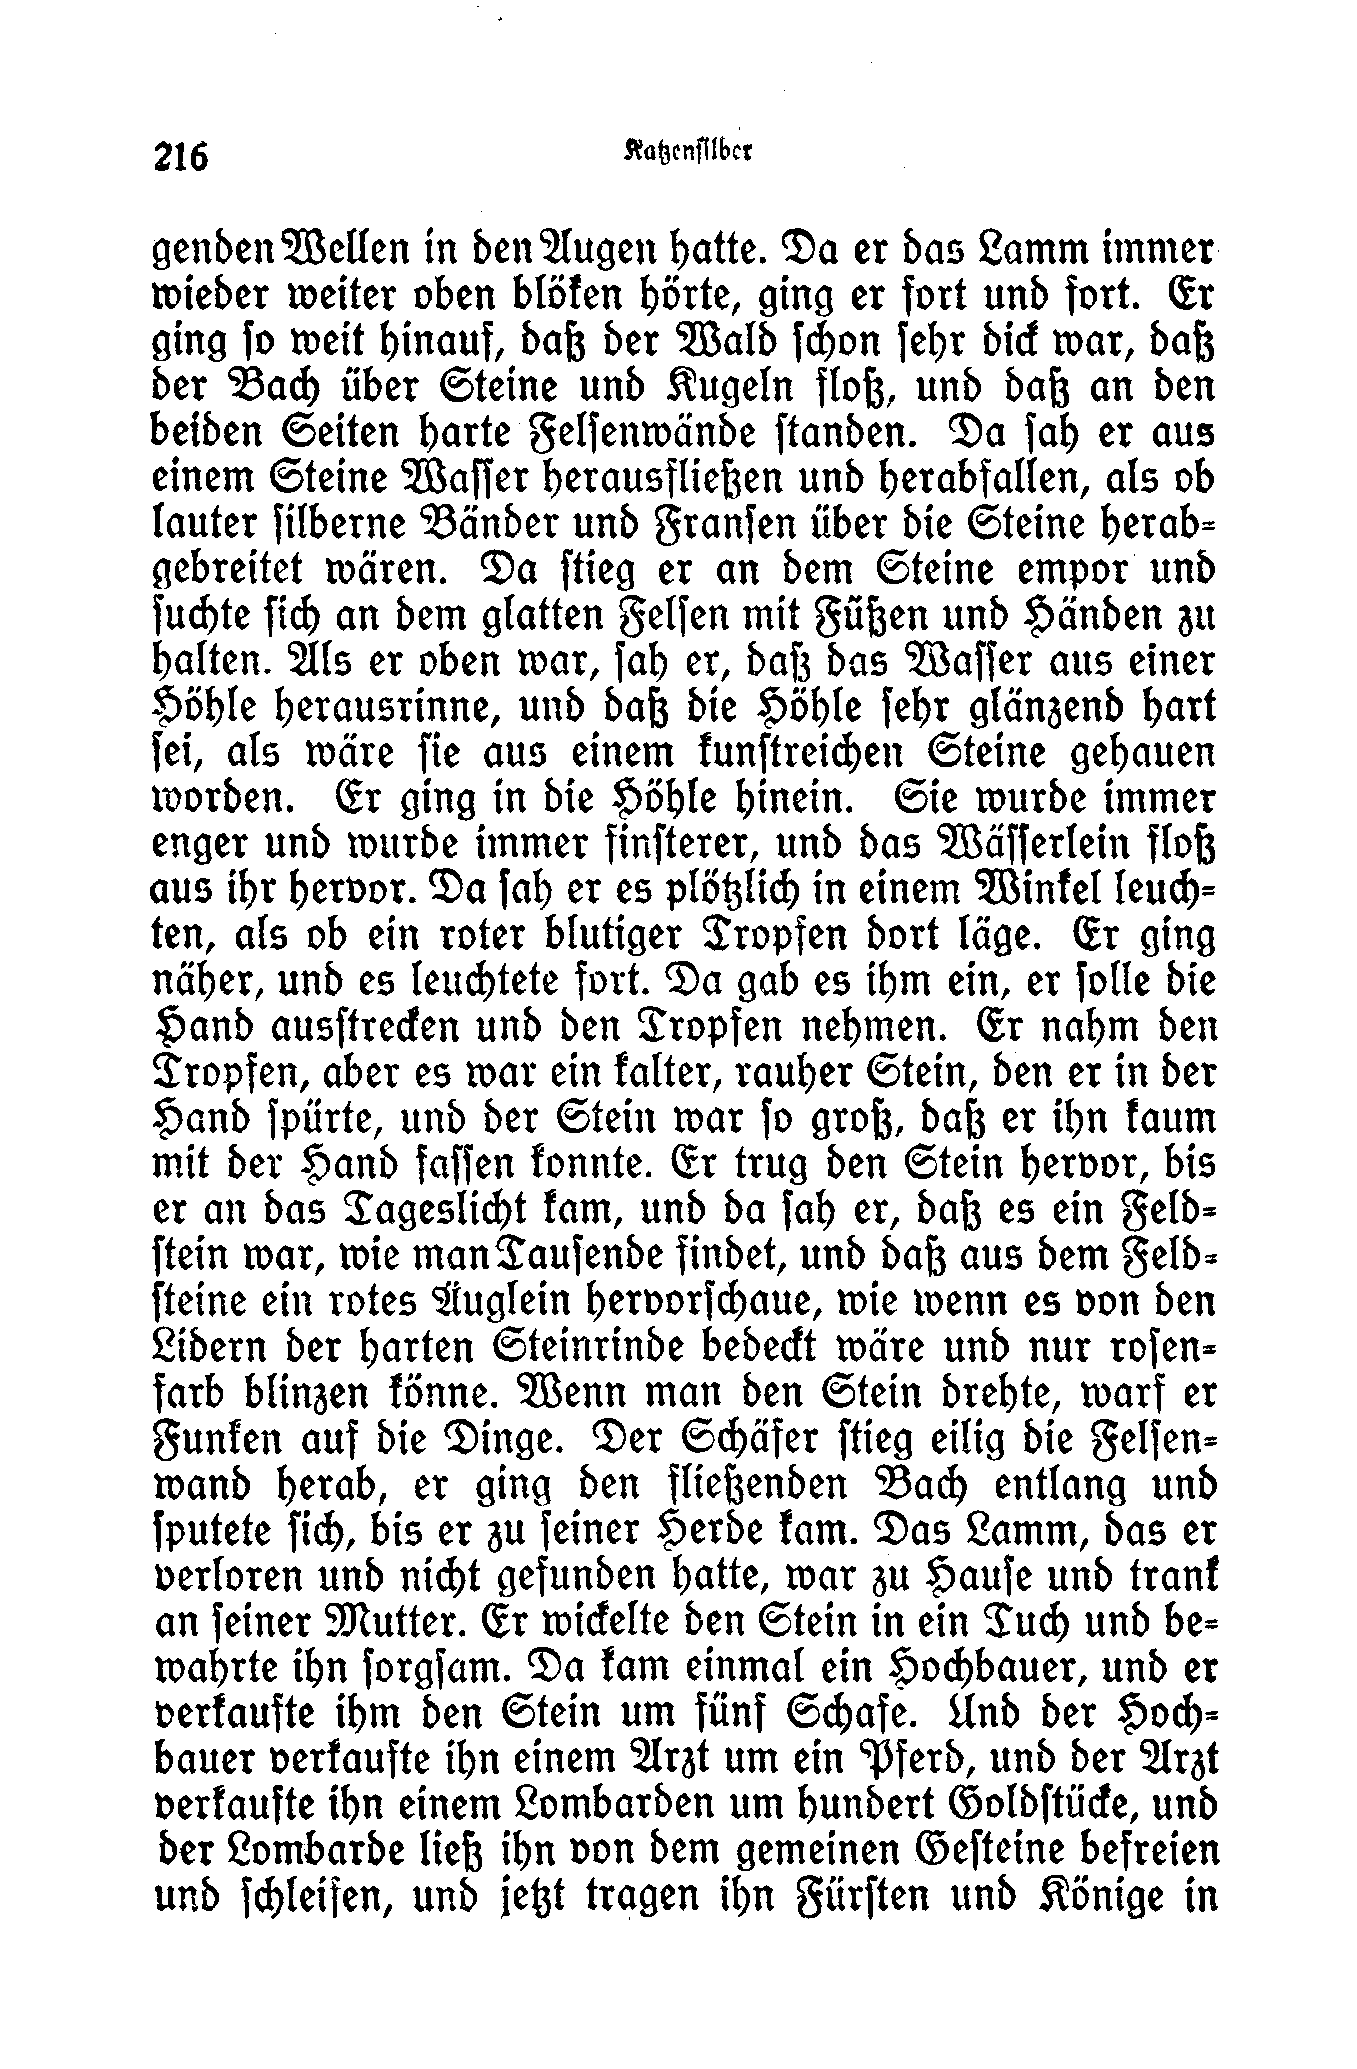 216
Katzensilber
genden Wellen in den Augen hatte. Da er das Lamm immer
wieder weiter oben blöken hörte, ging er fort und fort. Er
ging so weit hinauf, daß der Wald schon sehr dick war, daß
der Bach über Steine und Kugeln floß, und daß an den
beiden Seiten harte Felsenwände standen. Da sah er aus
einem Steine Wasser herausfließen und herabfallen, als ob
lauter silberne Bänder und Fransen über die Steine herab-
gebreitet wären. Da stieg er an dem Steine empor und
suchte sich an dem glatten Felsen mit Füßen und Händen zu
halten. Als er oben war, sah er, daß das Wasser aus einer
Höhle herausrinne, und daß die Höhle sehr glänzend hart
sei, als wäre sie aus einem kunstreichen Steine gehauen
worden. Er ging in die Höhle hinein. Sie wurde immer
enger und wurde immer finsterer, und das Wässerlein floß
aus ihr hervor. Da sah er es plötzlich in einem Winkel leuch-
ten, als ob ein roter blutiger Tropfen dort läge. Er ging
näher, und es leuchtete fort. Da gab es ihm ein, er solle die
Hand ausstrecken und den Tropfen nehmen. Er nahm den
Tropfen, aber es war ein kalter, rauher Stein, den er in der
Hand spürte, und der Stein war so groß, daß er ihn kaum
mit der Hand fassen konnte. Er trug den Stein hervor, bis
er an das Tageslicht kam, und da sah er, daß es ein Feld-
stein war, wie man Tausende findet, und daß aus dem Feld-
steine ein rotes Äuglein hervorschaue, wie wenn es von den
Lidern der harten Steinrinde bedeckt wäre und nur rosen-
farb blinzen könne. Wenn man den Stein drehte, warf er
Funken auf die Dinge. Der Schäfer stieg eilig die Felsen-
wand herab, er ging den fließenden Bach entlang und
sputete sich, bis er zu seiner Herde kam. Das Lamm, das er
verloren und nicht gefunden hatte, war zu Hause und trank
an seiner Mutter. Er wickelte den Stein in ein Tuch und be-
wahrte ihn sorgsam. Da kam einmal ein Hochbauer, und er
verkaufte ihm den Stein um fünf Schafe. Und der Hoch-
bauer verkaufte ihn einem Arzt um ein Pferd, und der Arzt
verkaufte ihn einem Lombarden um hundert Goldstücke, und
der Lombarde ließ ihn von dem gemeinen Gesteine befreien
und schleifen, und jetzt tragen ihn Fürsten und Könige in